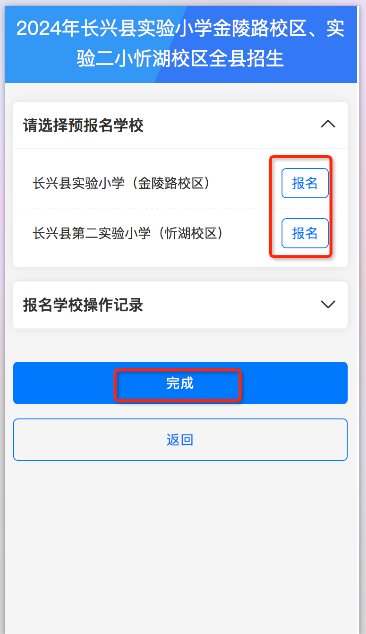 2024年长兴县实验小学金陵路校区、实
验二小忻湖校区全县招生
请选择预报名学校
长兴县实验小学（金陵路校区） 报名
长兴县第二实验小学（忻湖校区） 报名
报名学校操作记录
完成
返回